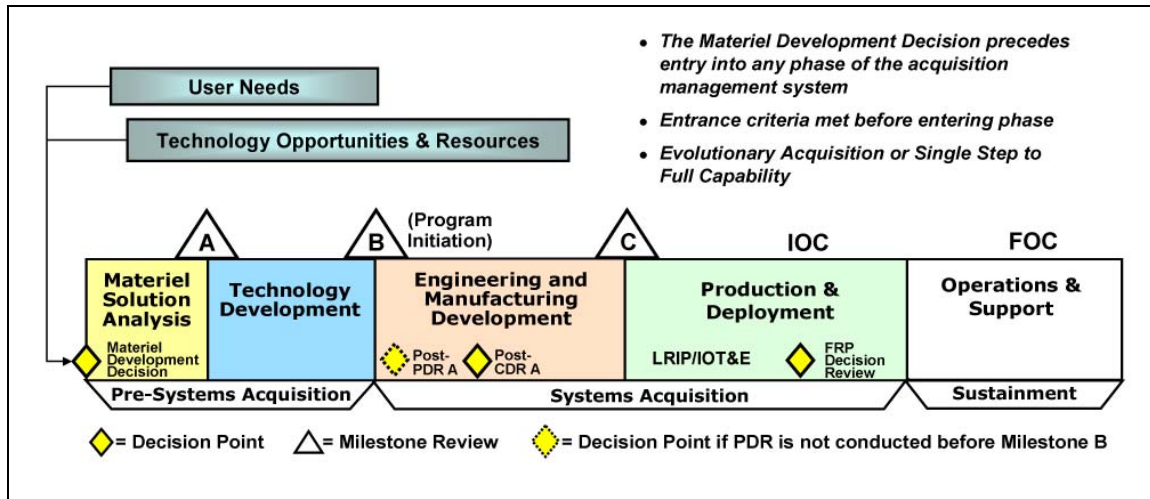 • The Materiel Development Decision precedes
entry into any phase of the acquisition
management system
• Entrance criteria met before entering phase
• Evolutionary Acquisition or Single Step to
Full Capability
User Needs
Technology Opportunities & Resources
A
B
(Program
Initiation)
C
IOC
FOC
Materiel
Solution
Analysis
Materiel
Development
Decision
Technology
Development
Engineering and
Manufacturing
Development
Post-
PDR A
Post-
CDR A
Production &
Deployment
LRIP/IOT&E
FRP
Decision
Review
Operations &
Support
Pre-Systems Acquisition
Systems Acquisition
Sustainment
= Decision Point
= Milestone Review
= Decision Point if PDR is not conducted before Milestone B